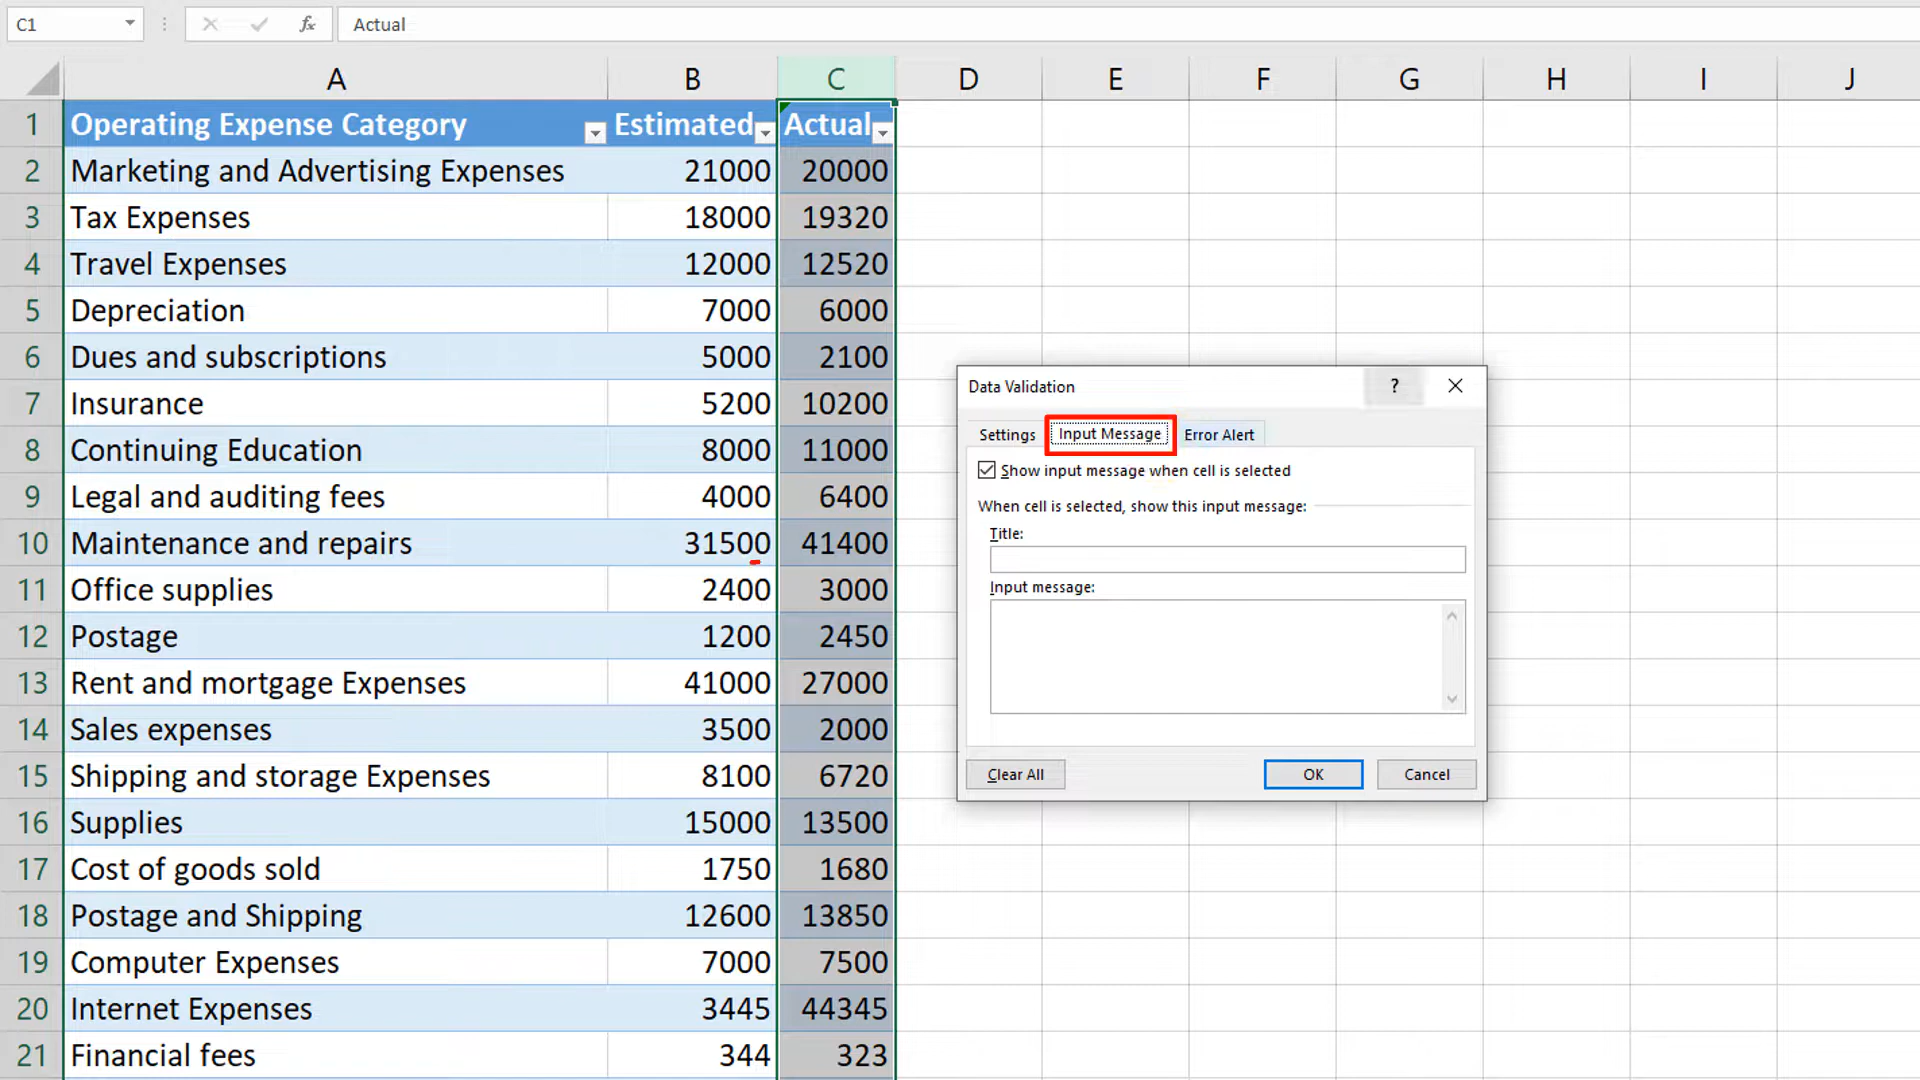 C1 fx Actual
A B C D E F G H I J
1 Operating Expense Category Estimated Actual
2 Marketing and Advertising Expenses 21000 20000
3 Tax Expenses 18000 19320
4 Travel Expenses 12000 12520
5 Depreciation 7000 6000
6 Dues and subscriptions 5000 2100
7 Insurance 5200 10200
8 Continuing Education 8000 11000
9 Legal and auditing fees 4000 6400
10 Maintenance and repairs 31500 41400
11 Office supplies 2400 3000
12 Postage 1200 2450
13 Rent and mortgage Expenses 41000 27000
14 Sales expenses 3500 2000
15 Shipping and storage Expenses 8100 6720
16 Supplies 15000 13500
17 Cost of goods sold 1750 1680
18 Postage and Shipping 12600 13850
19 Computer Expenses 7000 7500
20 Internet Expenses 3445 44345
21 Financial fees 344 323
Data Validation ?
Settings Input Message Error Alert
Show input message when cell is selected
When cell is selected, show this input message:
Title:
Input message:
Clear All OK Cancel